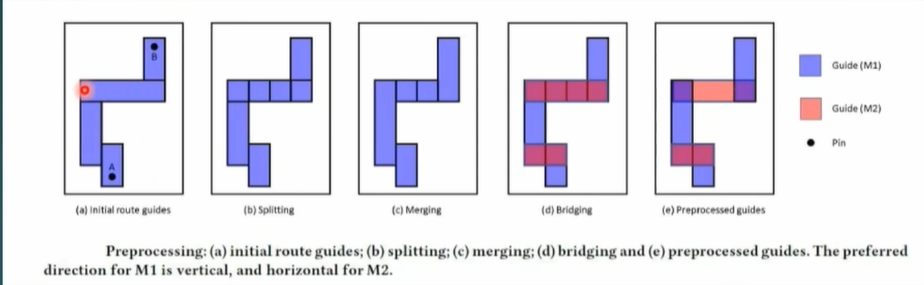 B
A
Guide (M1)
Guide (M2)
Pin
(a) Initial route guides
(b) Splitting
(c) Merging
(d) Bridging
(e) Preprocessed guides
Preprocessing: (a) initial route guides; (b) splitting; (c) merging; (d) bridging and (e) preprocessed guides. The preferred
direction for M1 is vertical, and horizontal for M2.